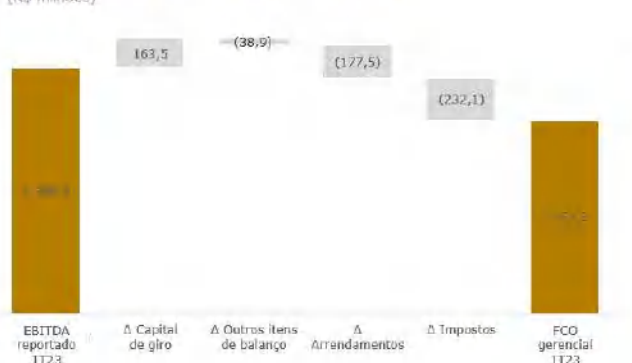 163,5
(38,9)
(177,5)
(232,1)
EBITDA
reportado
1T23
Δ Capital
de giro
Δ Outros itens
de balanço
Δ
Arrendamentos
Δ Impostos
FCO
gerencial
1T23